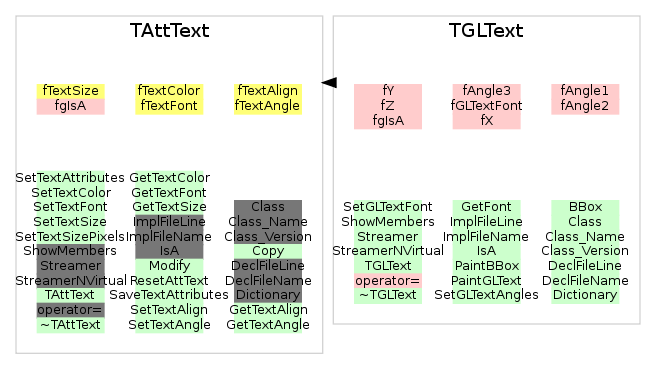 TAttText
fTextSize
fgIsA
fTextColor
fTextFont
fTextAlign
fTextAngle
SetTextAttributes
SetTextColor
SetTextFont
SetTextSize
SetTextSizePixels
ShowMembers
Streamer
StreamerNVirtual
TAttText
operator=
~TAttText
GetTextColor
GetTextFont
GetTextSize
ImplFileLine
ImplFileName
IsA
Modify
ResetAttText
SaveTextAttributes
SetTextAlign
SetTextAngle
Class
Class_Name
Class_Version
Copy
DeclFileLine
DeclFileName
Dictionary
GetTextAlign
GetTextAngle
TGLText
fY
fZ
fgIsA
fAngle3
fGLTextFont
fX
fAngle1
fAngle2
SetGLTextFont
ShowMembers
Streamer
StreamerNVirtual
TGLText
operator=
~TGLText
GetFont
ImplFileLine
ImplFileName
IsA
PaintBBox
PaintGLText
SetGLTextAngles
BBox
Class
Class_Name
Class_Version
DeclFileLine
DeclFileName
Dictionary